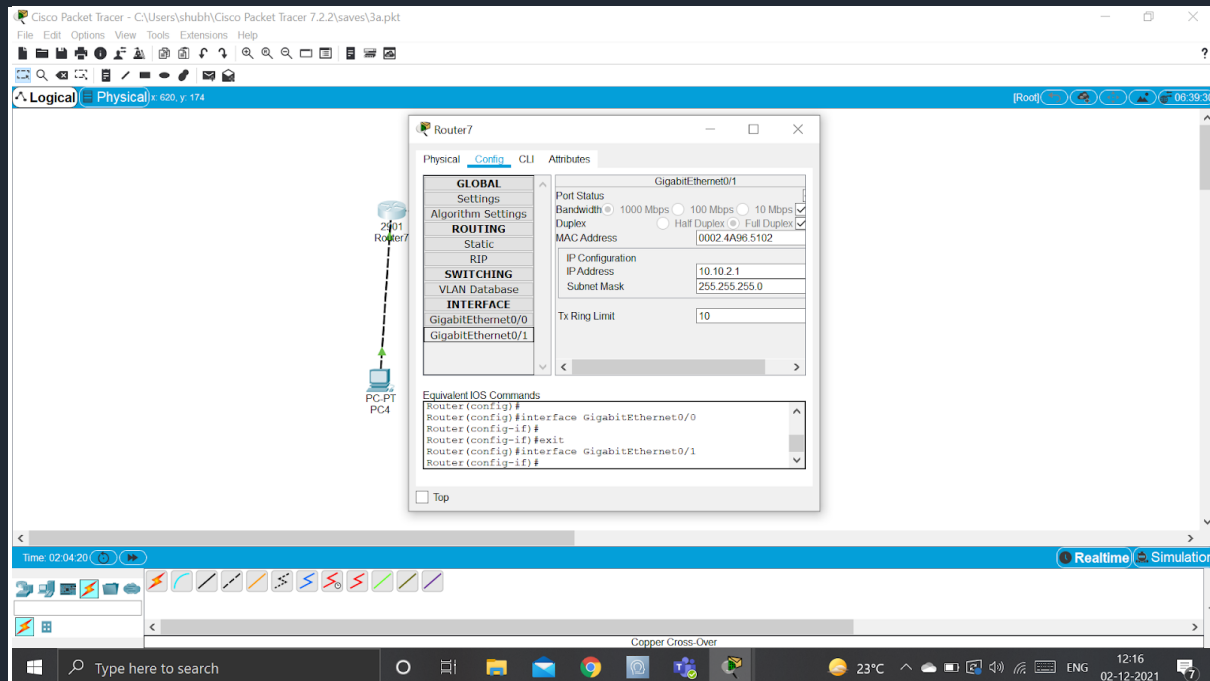 Cisco Packet Tracer - C:\Users\shubh\Cisco Packet Tracer 7.2.2\saves\3a.pkt
File Edit Options View Tools Extensions Help
?
Logical Physical x: 620, y: 174
[Root] 06:39:30
Router7
Physical Config CLI Attributes
GLOBAL
Settings
Algorithm Settings
ROUTING
Static
RIP
SWITCHING
VLAN Database
INTERFACE
GigabitEthernet0/0
GigabitEthernet0/1
GigabitEthernet0/1
Port Status
Bandwidth 1000 Mbps 100 Mbps 10 Mbps
Duplex Half Duplex Full Duplex
MAC Address 0002.4A96.5102
IP Configuration
IP Address 10.10.2.1
Subnet Mask 255.255.255.0
Tx Ring Limit 10
2901
Router7
PC-PT
PC4
Equivalent IOS Commands
Router(config)#
Router(config)#interface GigabitEthernet0/0
Router(config-if)#
Router(config-if)#exit
Router(config)#interface GigabitEthernet0/1
Router(config-if)#
Top
Time: 02:04:20
Realtime Simulation
Copper Cross-Over
Type here to search
23°C ENG
12:16
02-12-2021
7